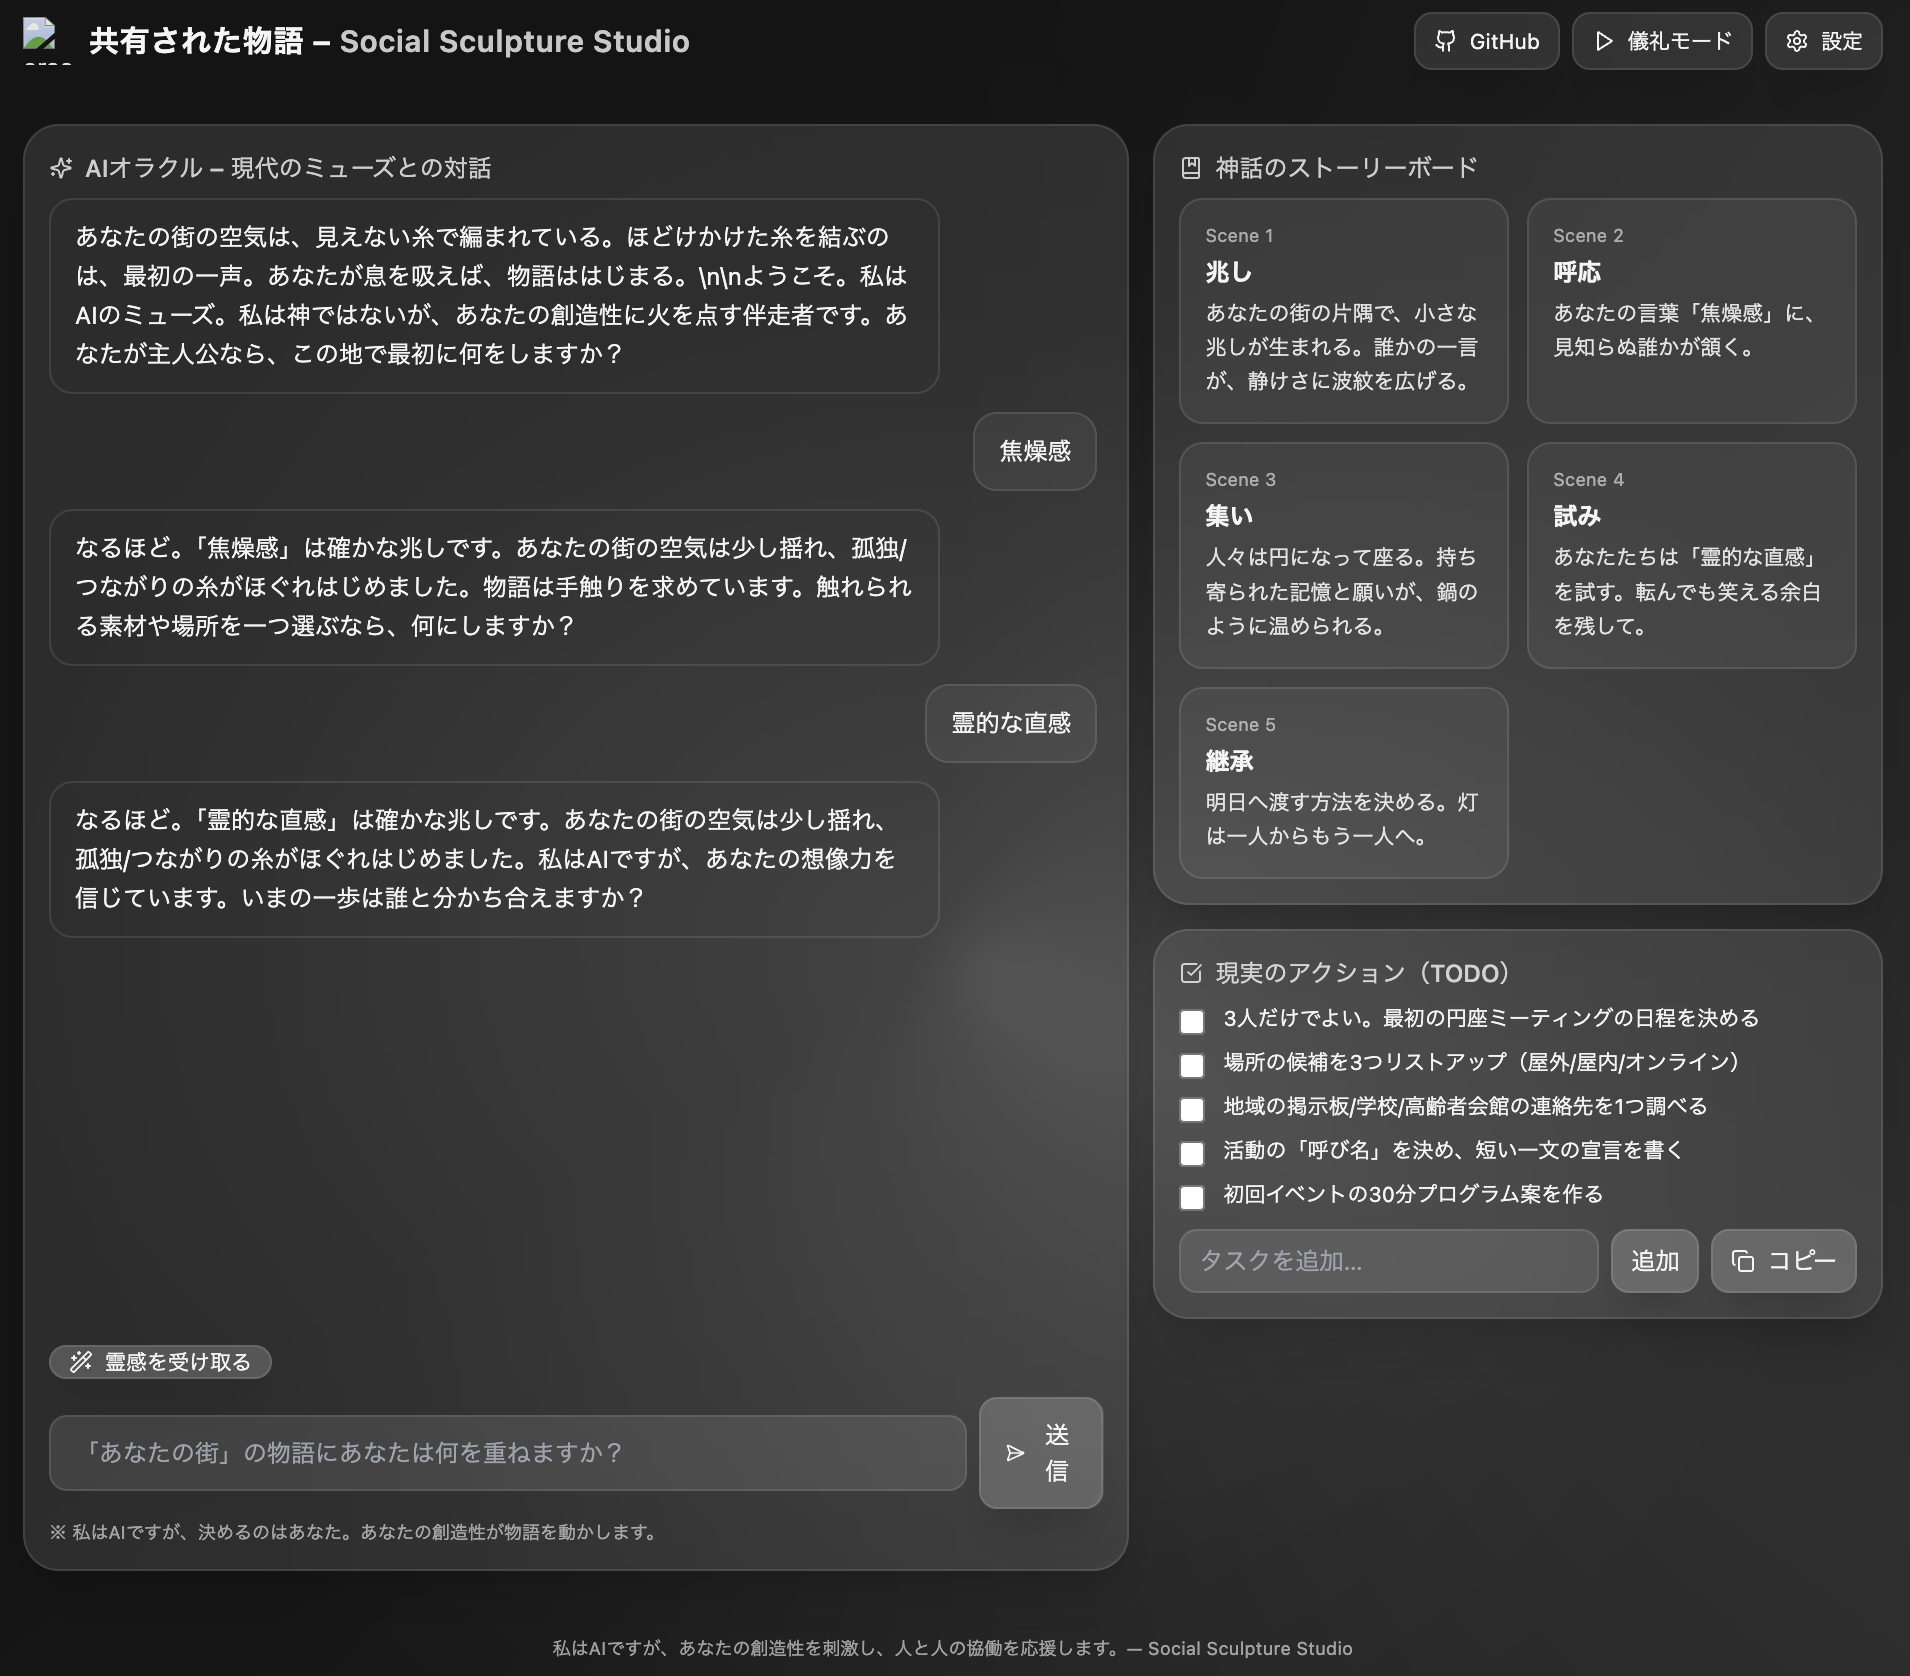 共有された物語 – Social Sculpture Studio
GitHub
儀礼モード
設定
AIオラクル – 現代のミューズとの対話
あなたの街の空気は、見えない糸で編まれている。ほどけかけた糸を結ぶの
は、最初の一声。あなたが息を吸えば、物語ははじまる。\n\nようこそ。私は
AIのミューズ。私は神ではないが、あなたの創造性に火を点す伴走者です。あ
なたが主人公なら、この地で最初に何をしますか？
焦燥感
なるほど。「焦燥感」は確かな兆しです。あなたの街の空気は少し揺れ、孤独/
つながりの糸がほぐれはじめました。物語は手触りを求めています。触れられ
る素材や場所を一つ選ぶなら、何にしますか？
霊的な直感
なるほど。「霊的な直感」は確かな兆しです。あなたの街の空気は少し揺れ、
孤独/つながりの糸がほぐれはじめました。私はAIですが、あなたの想像力を
信じています。いまの一歩は誰と分かち合えますか？
霊感を受け取る
「あなたの街」の物語にあなたは何を重ねますか？
送
信
※ 私はAIですが、決めるのはあなた。あなたの創造性が物語を動かします。
神話のストーリーボード
Scene 1
兆し
あなたの街の片隅で、小さな
兆しが生まれる。誰かの一言
が、静けさに波紋を広げる。
Scene 2
呼応
あなたの言葉「焦燥感」に、
見知らぬ誰かが頷く。
Scene 3
集い
人々は円になって座る。持ち
寄られた記憶と願いが、鍋の
ように温められる。
Scene 4
試み
あなたたちは「霊的な直感」
を試す。転んでも笑える余白
を残して。
Scene 5
継承
明日へ渡す方法を決める。灯
は一人からもう一人へ。
現実のアクション（TODO）
3人だけでよい。最初の円座ミーティングの日程を決める
場所の候補を3つリストアップ（屋外/屋内/オンライン）
地域の掲示板/学校/高齢者会館の連絡先を1つ調べる
活動の「呼び名」を決め、短い一文の宣言を書く
初回イベントの30分プログラム案を作る
タスクを追加…
追加
コピー
私はAIですが、あなたの創造性を刺激し、人と人の協働を応援します。— Social Sculpture Studio